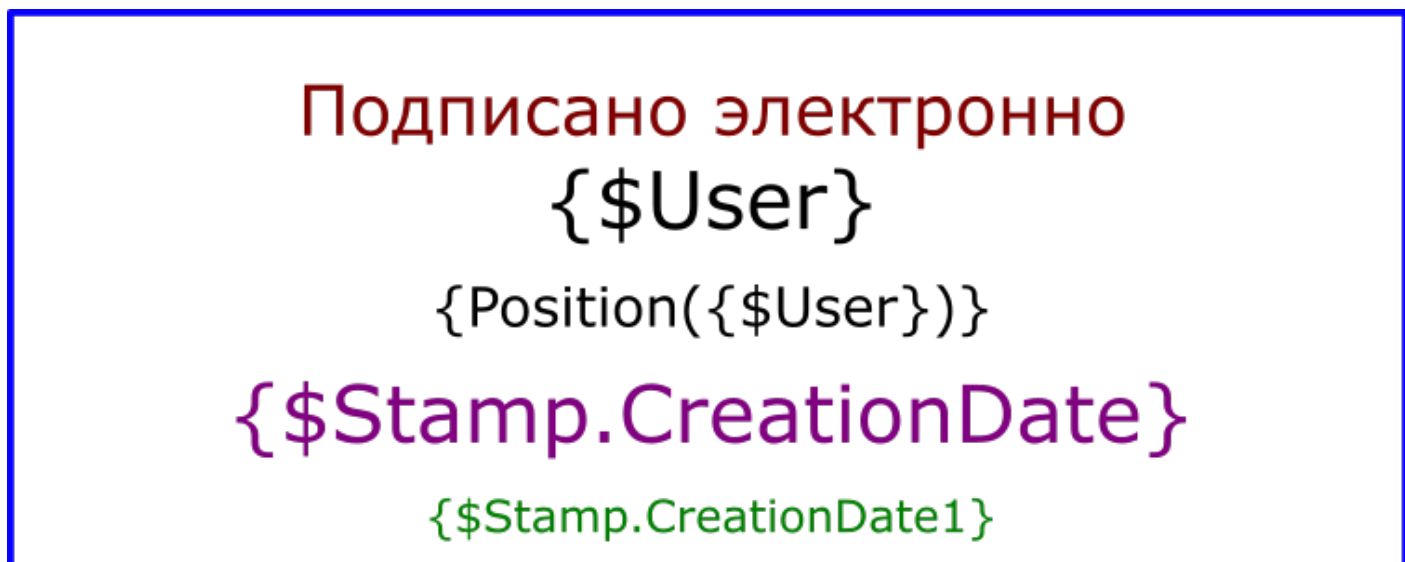 Подписано электронно
{$User}
{Position({$User})}
{$Stamp.CreationDate}
{$Stamp.CreationDate1}